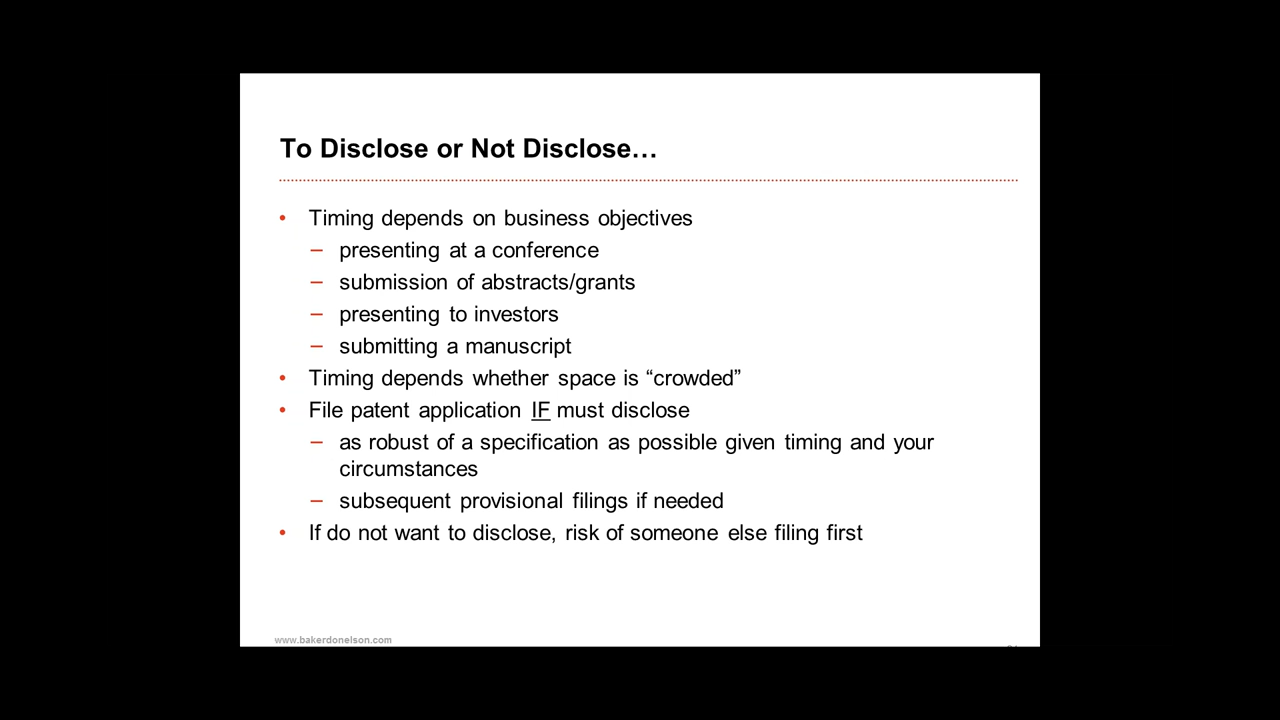 To Disclose or Not Disclose…
• Timing depends on business objectives
– presenting at a conference
– submission of abstracts/grants
– presenting to investors
– submitting a manuscript
• Timing depends whether space is “crowded”
• File patent application IF must disclose
– as robust of a specification as possible given timing and your
circumstances
– subsequent provisional filings if needed
• If do not want to disclose, risk of someone else filing first
www.bakerdonelson.com